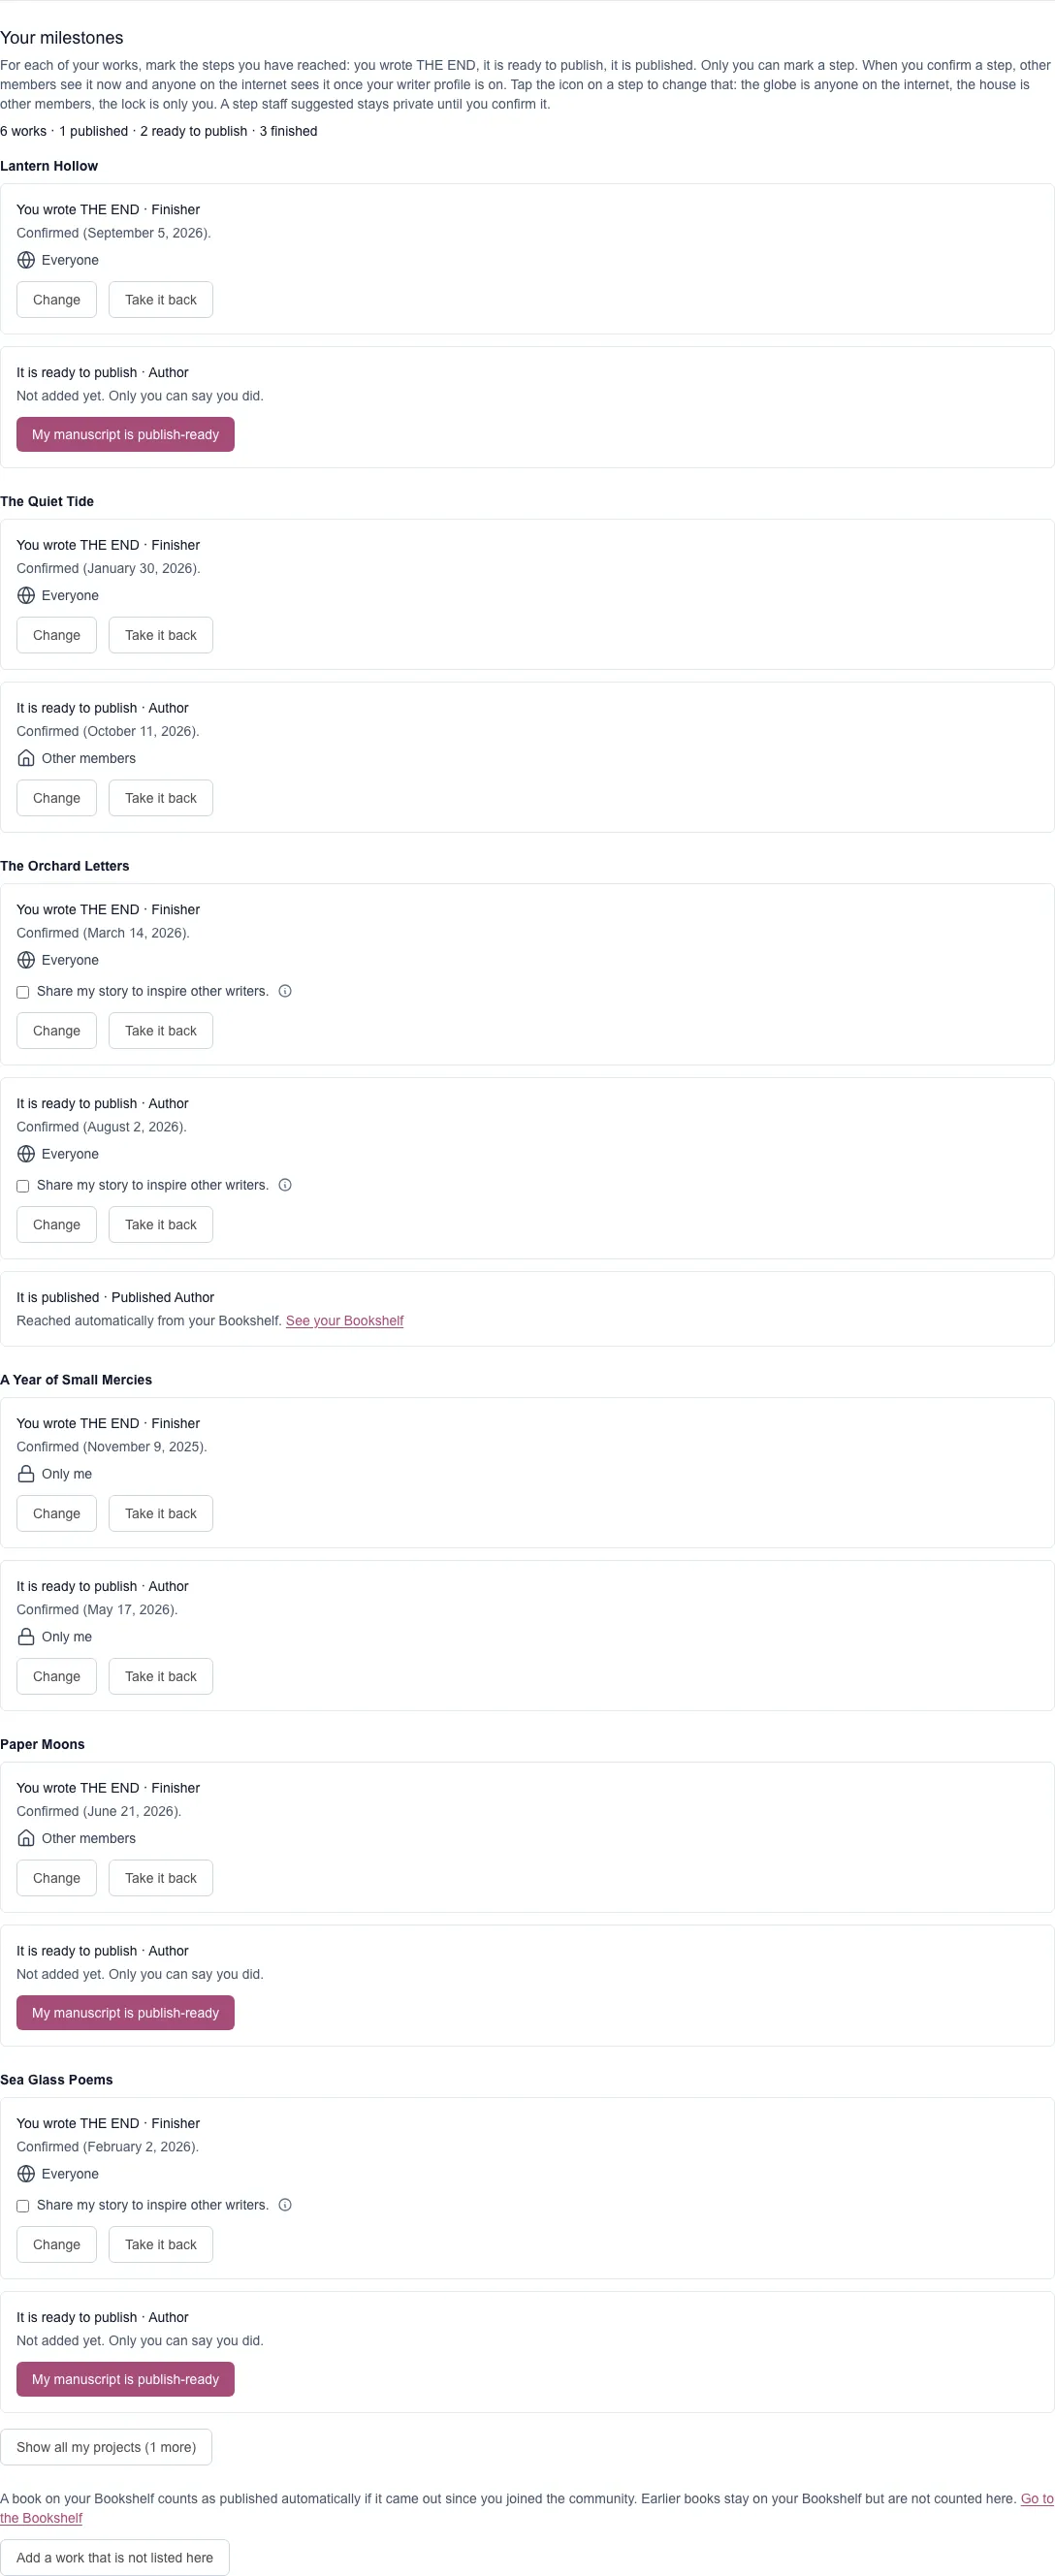 Your milestones
For each of your works, mark the steps you have reached: you wrote THE END, it is ready to publish, it is published. Only you can mark a step. When you confirm a step, other
members see it now and anyone on the internet sees it once your writer profile is on. Tap the icon on a step to change that: the globe is anyone on the internet, the house is
other members, the lock is only you. A step staff suggested stays private until you confirm it.
6 works · 1 published · 2 ready to publish · 3 finished
Lantern Hollow
You wrote THE END · Finisher
Confirmed (September 5, 2026).
Everyone
Change Take it back
It is ready to publish · Author
Not added yet. Only you can say you did.
My manuscript is publish-ready
The Quiet Tide
You wrote THE END · Finisher
Confirmed (January 30, 2026).
Everyone
Change Take it back
It is ready to publish · Author
Confirmed (October 11, 2026).
Other members
Change Take it back
The Orchard Letters
You wrote THE END · Finisher
Confirmed (March 14, 2026).
Everyone
Share my story to inspire other writers.
Change Take it back
It is ready to publish · Author
Confirmed (August 2, 2026).
Everyone
Share my story to inspire other writers.
Change Take it back
It is published · Published Author
Reached automatically from your Bookshelf. See your Bookshelf
A Year of Small Mercies
You wrote THE END · Finisher
Confirmed (November 9, 2025).
Only me
Change Take it back
It is ready to publish · Author
Confirmed (May 17, 2026).
Only me
Change Take it back
Paper Moons
You wrote THE END · Finisher
Confirmed (June 21, 2026).
Other members
Change Take it back
It is ready to publish · Author
Not added yet. Only you can say you did.
My manuscript is publish-ready
Sea Glass Poems
You wrote THE END · Finisher
Confirmed (February 2, 2026).
Everyone
Share my story to inspire other writers.
Change Take it back
It is ready to publish · Author
Not added yet. Only you can say you did.
My manuscript is publish-ready
Show all my projects (1 more)
A book on your Bookshelf counts as published automatically if it came out since you joined the community. Earlier books stay on your Bookshelf but are not counted here. Go to
the Bookshelf
Add a work that is not listed here